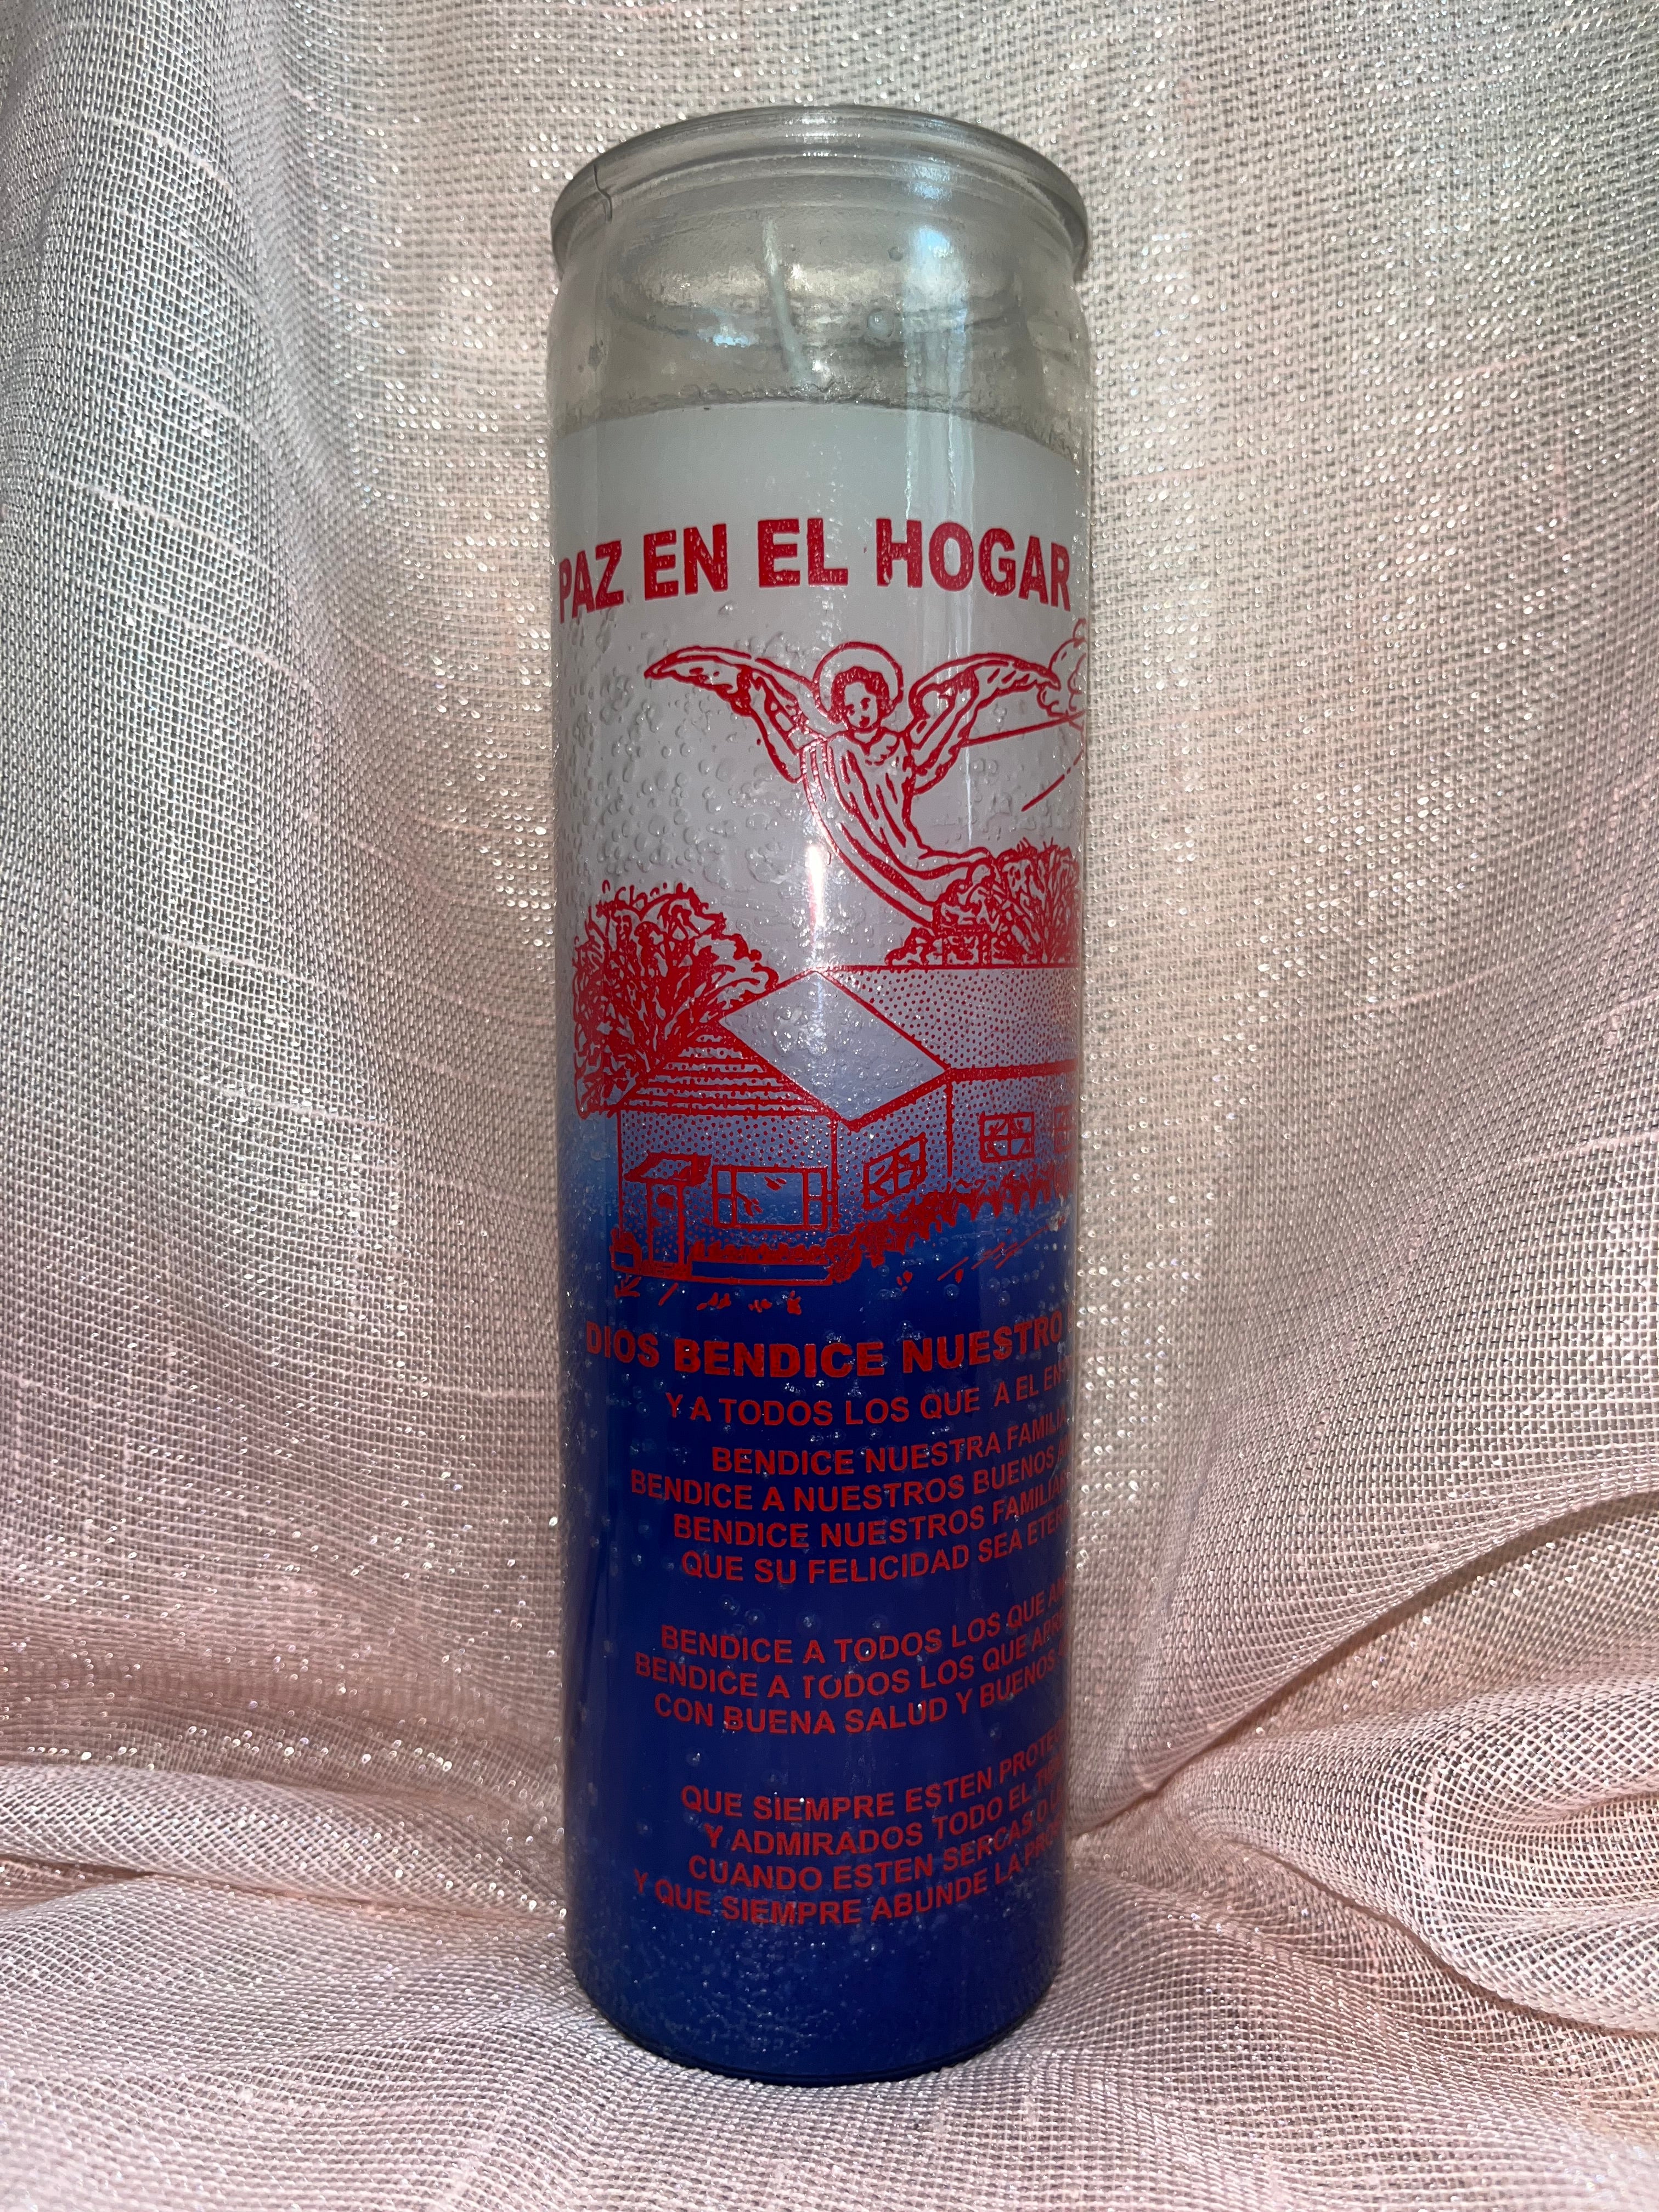 PAZ EN EL HOGAR
DIOS BENDICE NUESTRO
Y A TODOS LOS QUE A EL
BENDICE NUESTRA
BENDICE A NUESTROS BUENOS
BENDICE NUESTROS
QUE SU FELICIDAD SEA
BENDICE A TODOS LOS QUE
BENDICE A TODOS LOS QUE
CON BUENA SALUD Y BUENOS
QUE SIEMPRE ESTEN
Y ADMIRADOS TODO EL
CUANDO ESTEN SERCAS O
Y QUE SIEMPRE ABUNDE LA